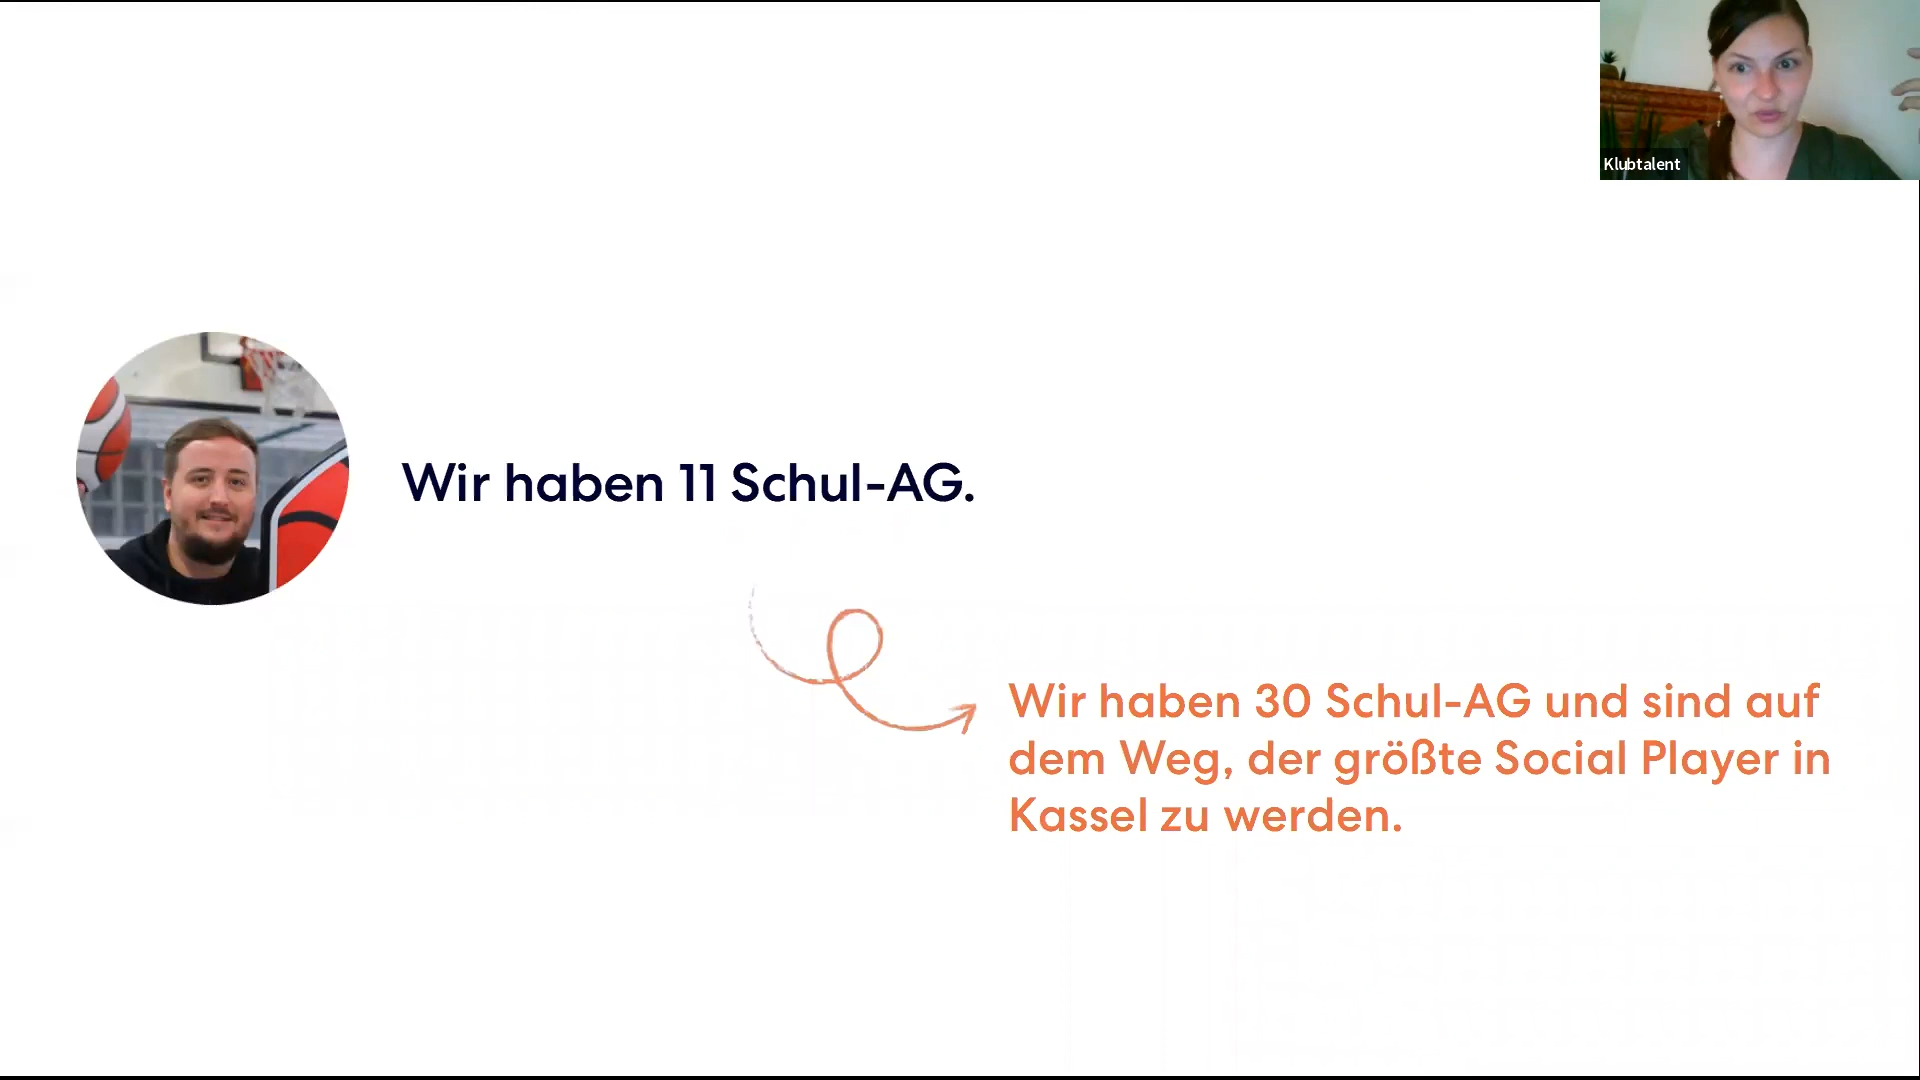 Klubtalent
Wir haben 11 Schul-AG.
Wir haben 30 Schul-AG und sind auf
dem Weg, der größte Social Player in
Kassel zu werden.